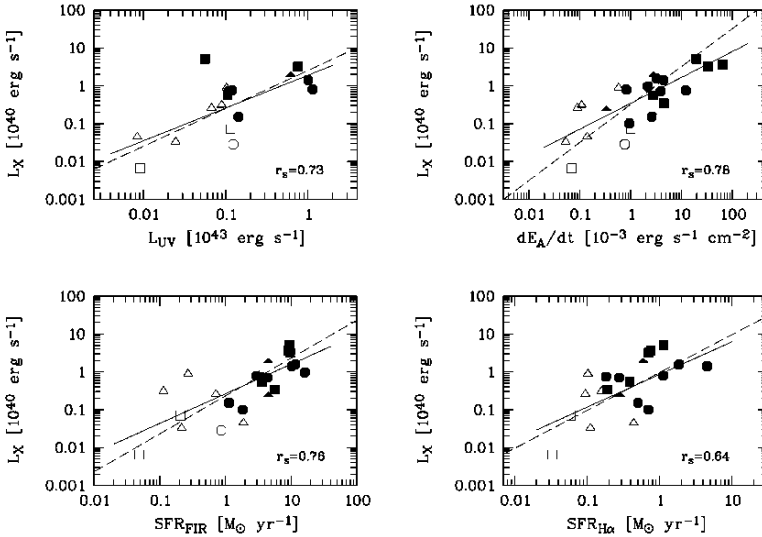 100
10
1
0.1
0.01
0.001
L_X [10^40 erg s^-1]
r_s=0.73
0.01 0.1 1
L_UV [10^43 erg s^-1]
100
10
1
0.1
0.01
0.001
L_X [10^40 erg s^-1]
r_s=0.78
0.01 0.1 1 10 100
dE_A/dt [10^-3 erg s^-1 cm^-2]
100
10
1
0.1
0.01
0.001
L_X [10^40 erg s^-1]
r_s=0.76
0.01 0.1 1 10 100
SFR_FIR [M_⊙ yr^-1]
100
10
1
0.1
0.01
0.001
L_X [10^40 erg s^-1]
r_s=0.64
0.01 0.1 1 10
SFR_Hα [M_⊙ yr^-1]